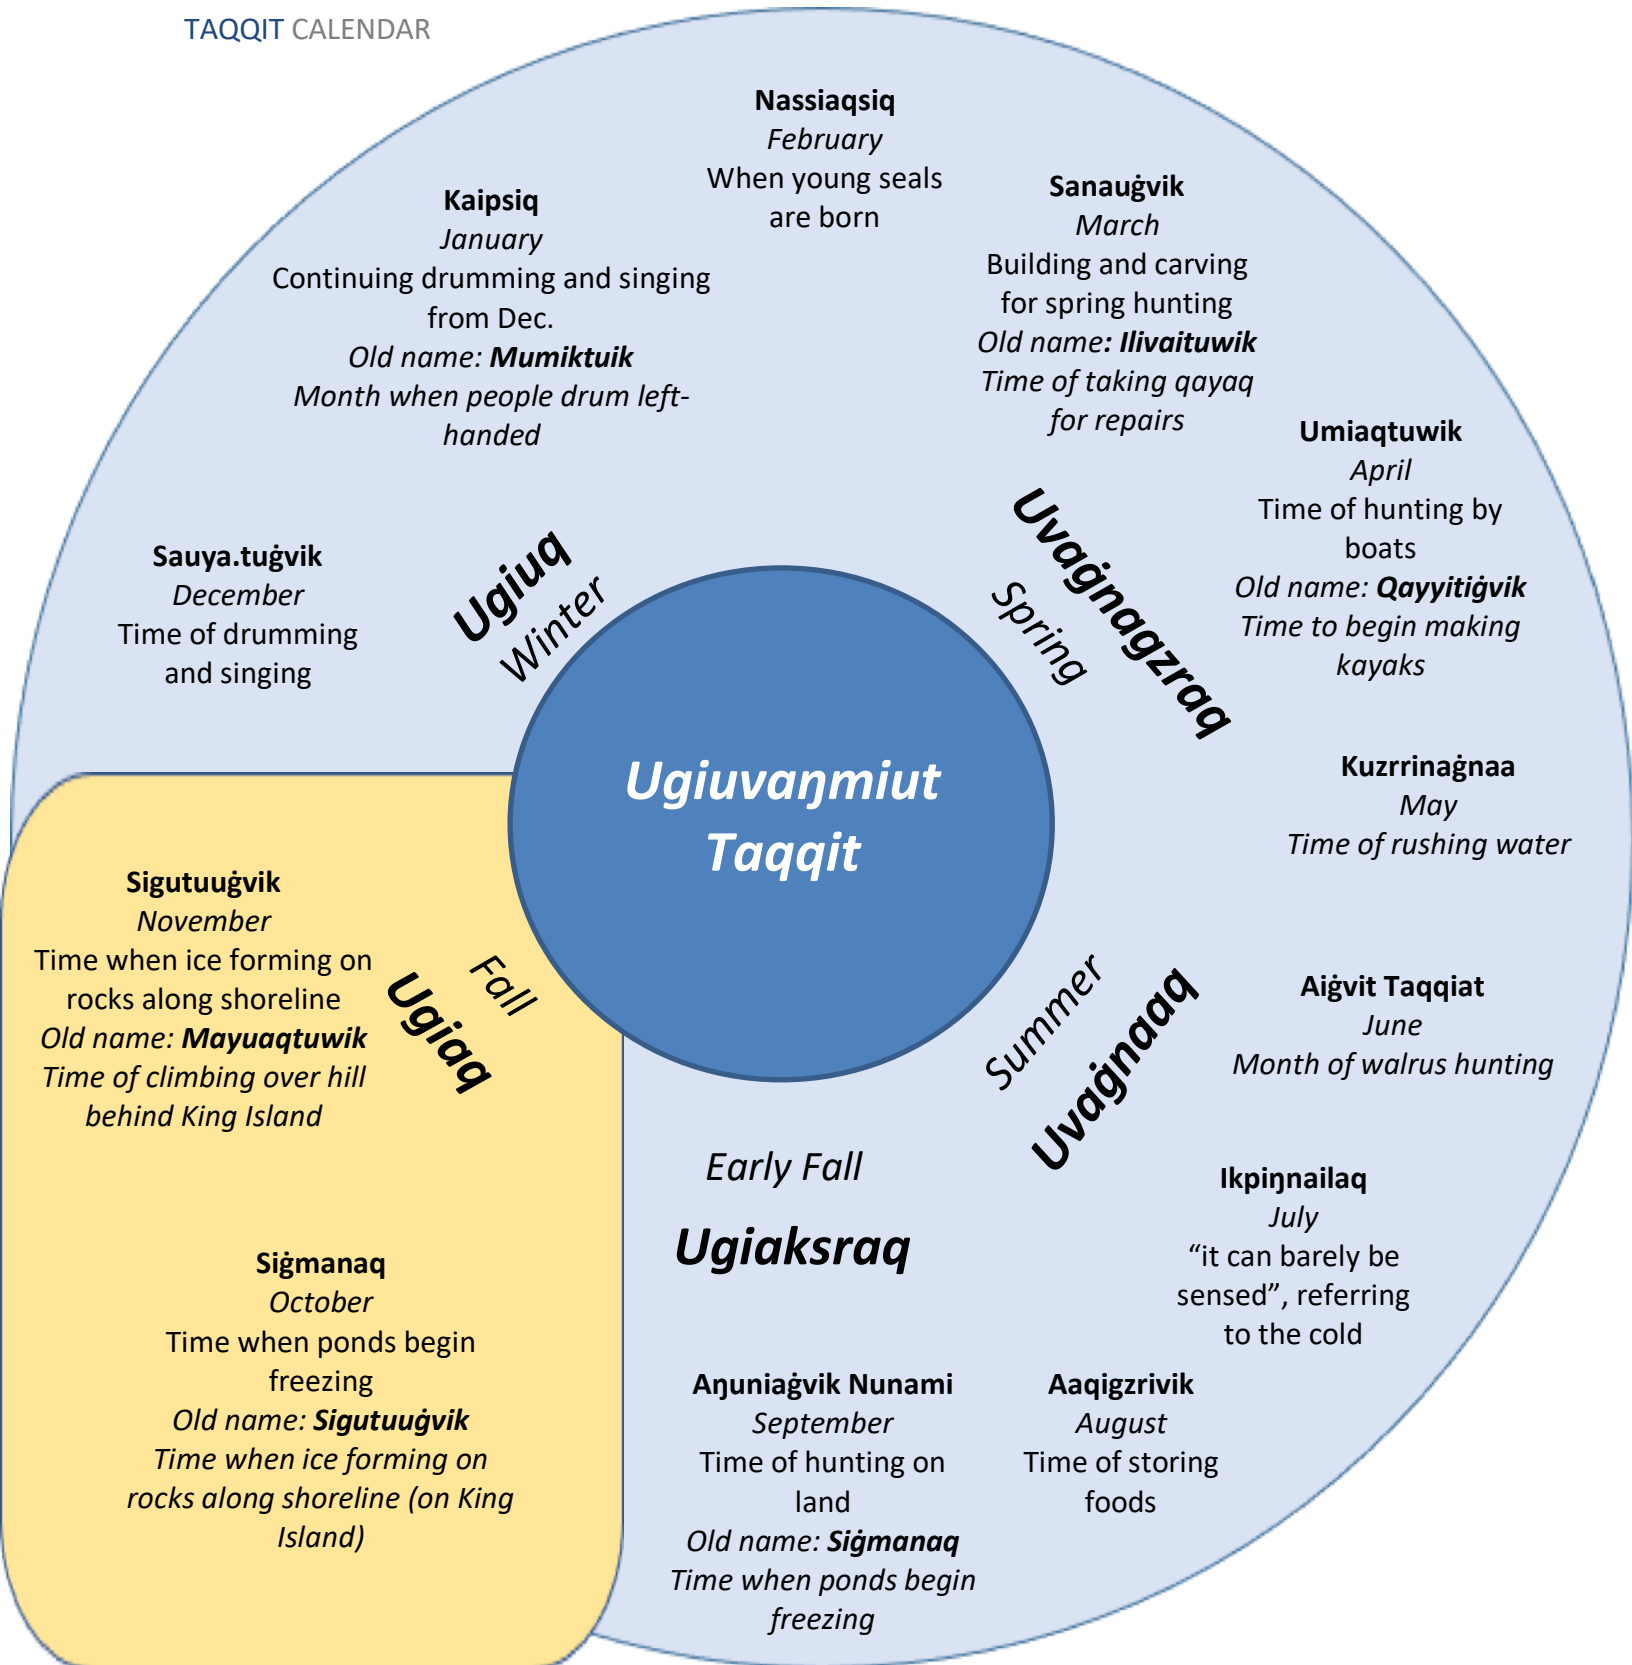 TAQQIT CALENDAR
Nassiaqsiq
February
When young seals
are born
Kaipsiq
January
Continuing drumming and singing
from Dec.
Old name: Mumiktuik
Month when people drum left-
handed
Sanauġvik
March
Building and carving
for spring hunting
Old name: Ilivaituwik
Time of taking qayaq
for repairs
Umiaqtuwik
April
Time of hunting by
boats
Old name: Qayyitiġvik
Time to begin making
kayaks
Sauya.tuġvik
December
Time of drumming
and singing
Ugiuq
Winter
Uvaġnagzraq
Spring
Ugiuvaŋmiut
Taqqit
Kuzrrinaġnaa
May
Time of rushing water
Sigutuuġvik
November
Time when ice forming on
rocks along shoreline
Old name: Mayuaqtuwik
Time of climbing over hill
behind King Island
Fall
Ugiaq
Summer
Uvaġnaaq
Aiġvit Taqqiat
June
Month of walrus hunting
Early Fall
Ugiaksraq
Ikpiŋnailaq
July
“it can barely be
sensed”, referring
to the cold
Siġmanaq
October
Time when ponds begin
freezing
Old name: Sigutuuġvik
Time when ice forming on
rocks along shoreline (on King
Island)
Aŋuniaġvik Nunami
September
Time of hunting on
land
Old name: Siġmanaq
Time when ponds begin
freezing
Aaqigzrivik
August
Time of storing
foods